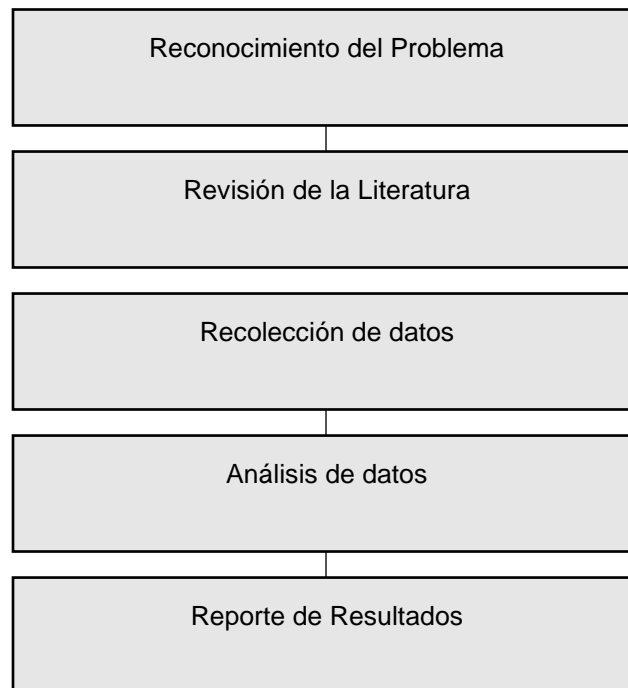 Reconocimiento del Problema
Revisión de la Literatura
Recolección de datos
Análisis de datos
Reporte de Resultados